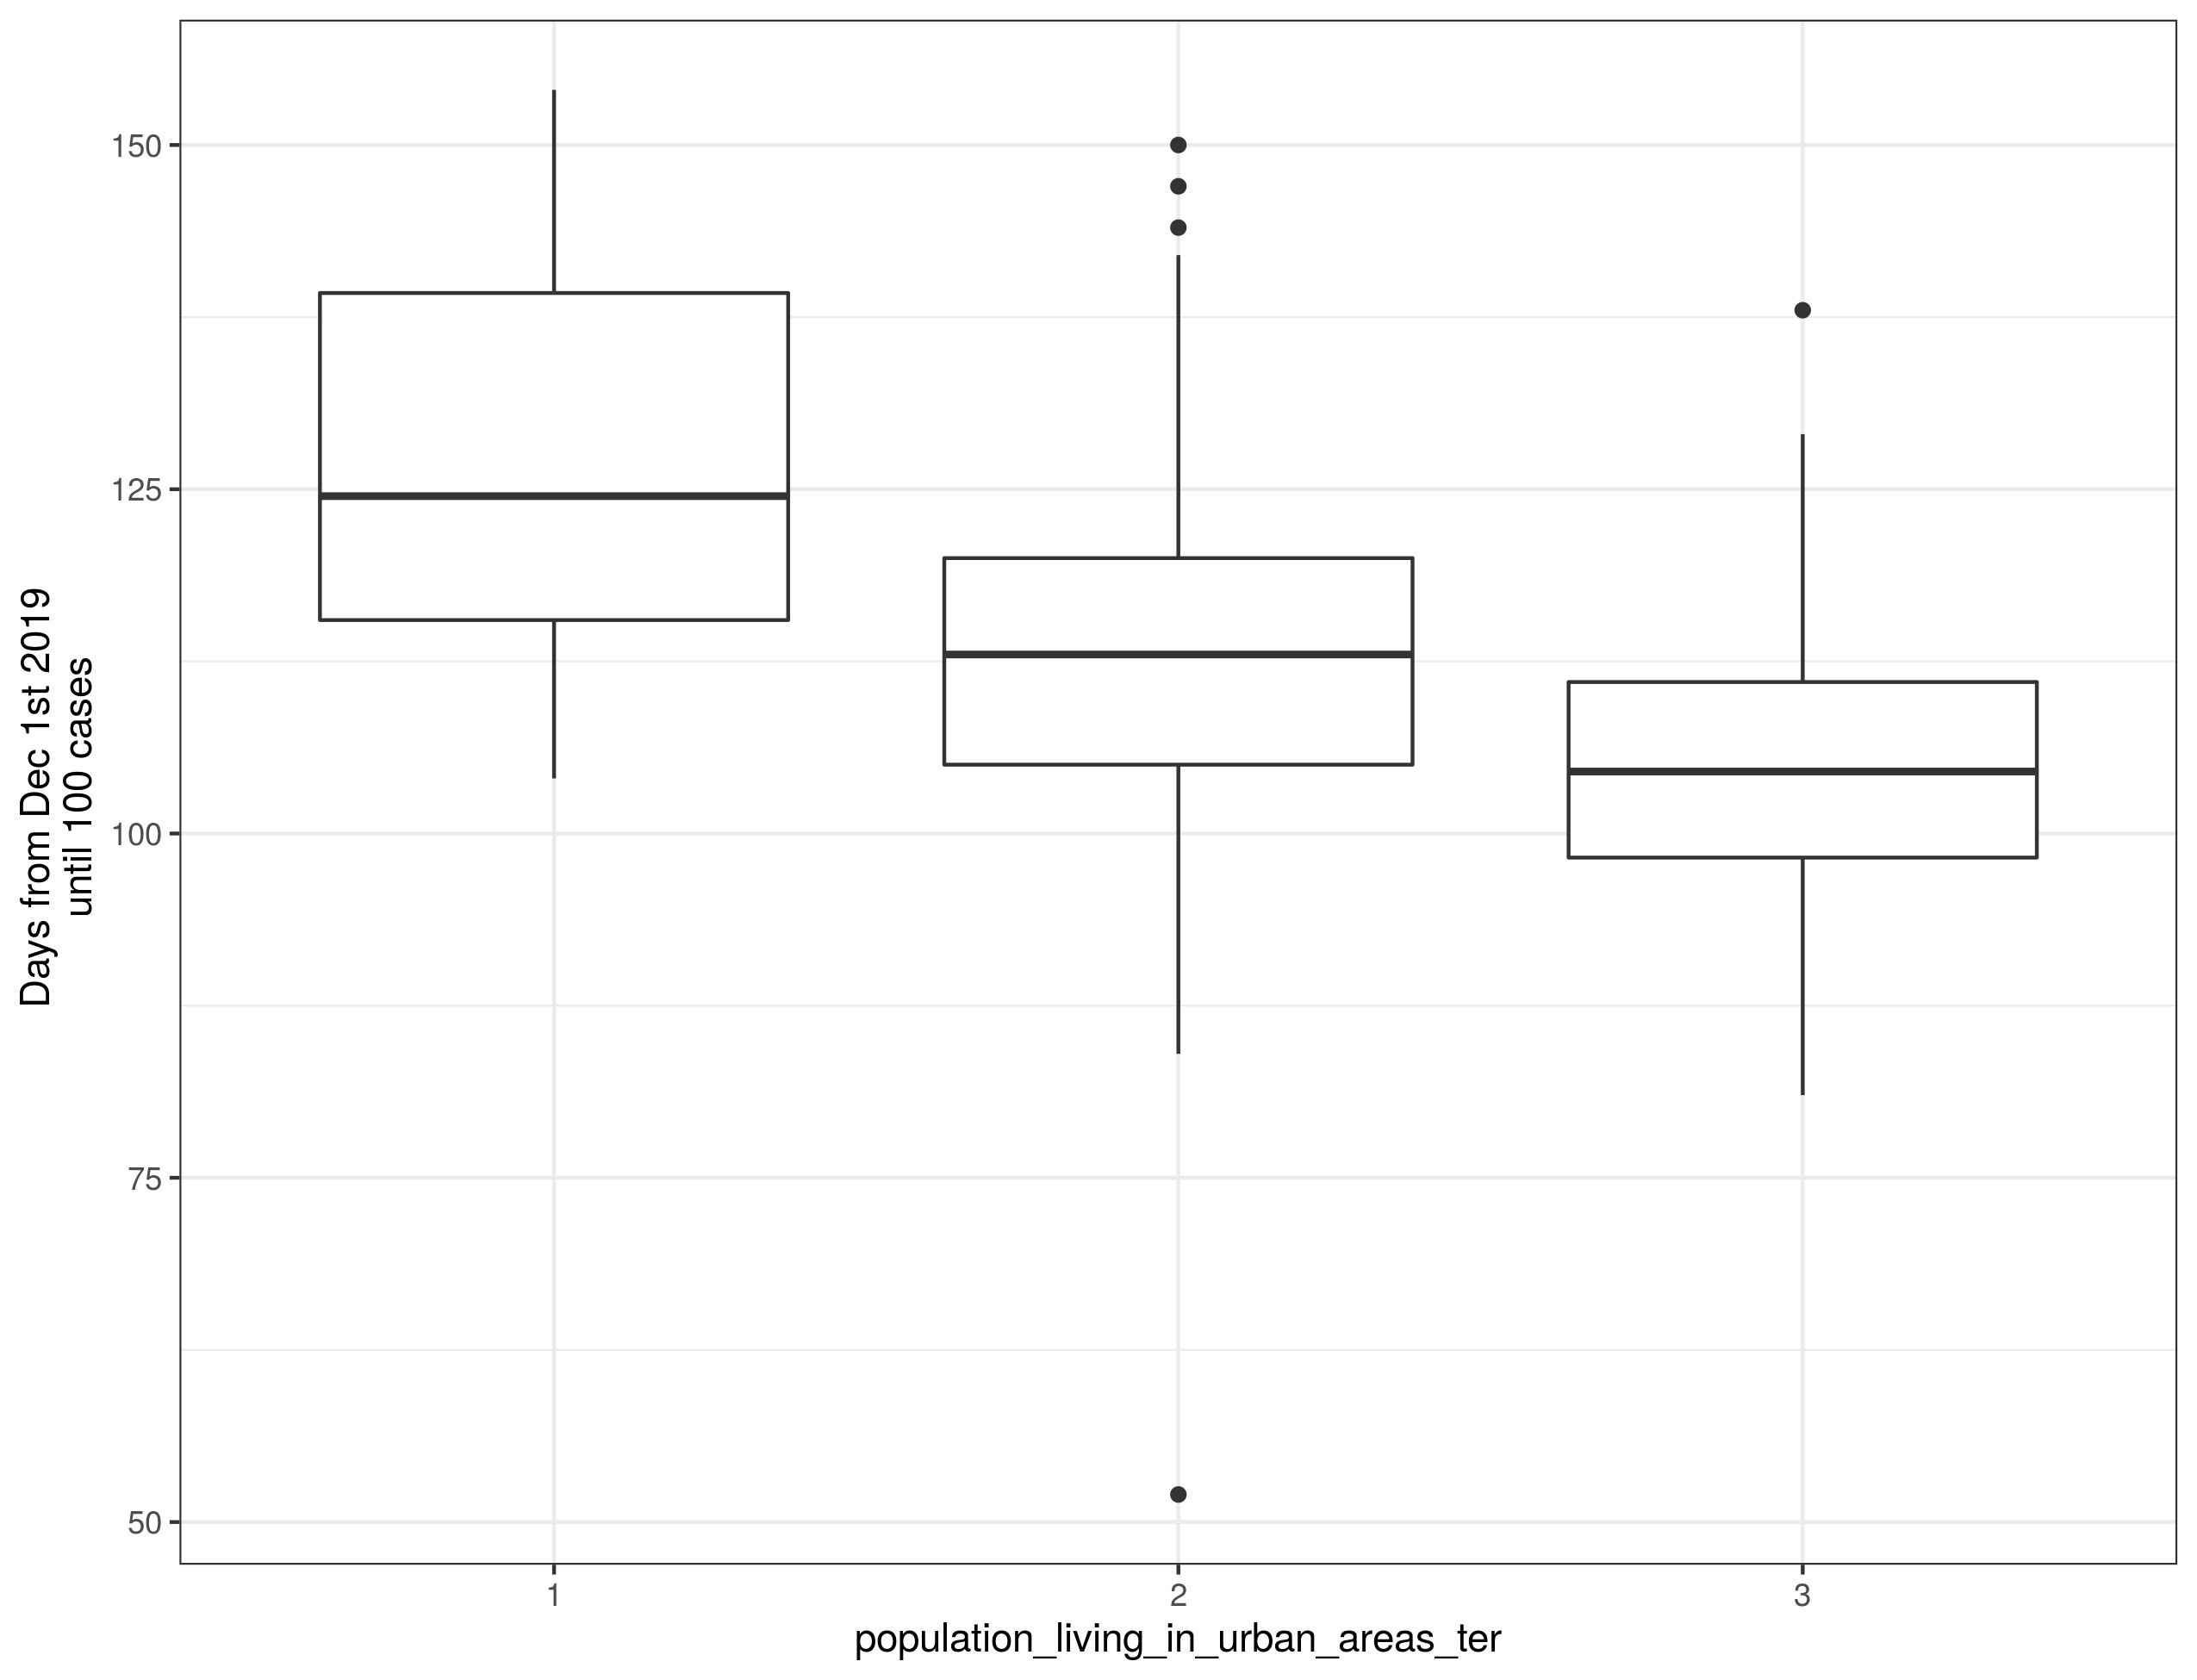 Days from Dec 1st 2019
until 100 cases
150
125
100
75
50
1
2
3
population_living_in_urban_areas_ter